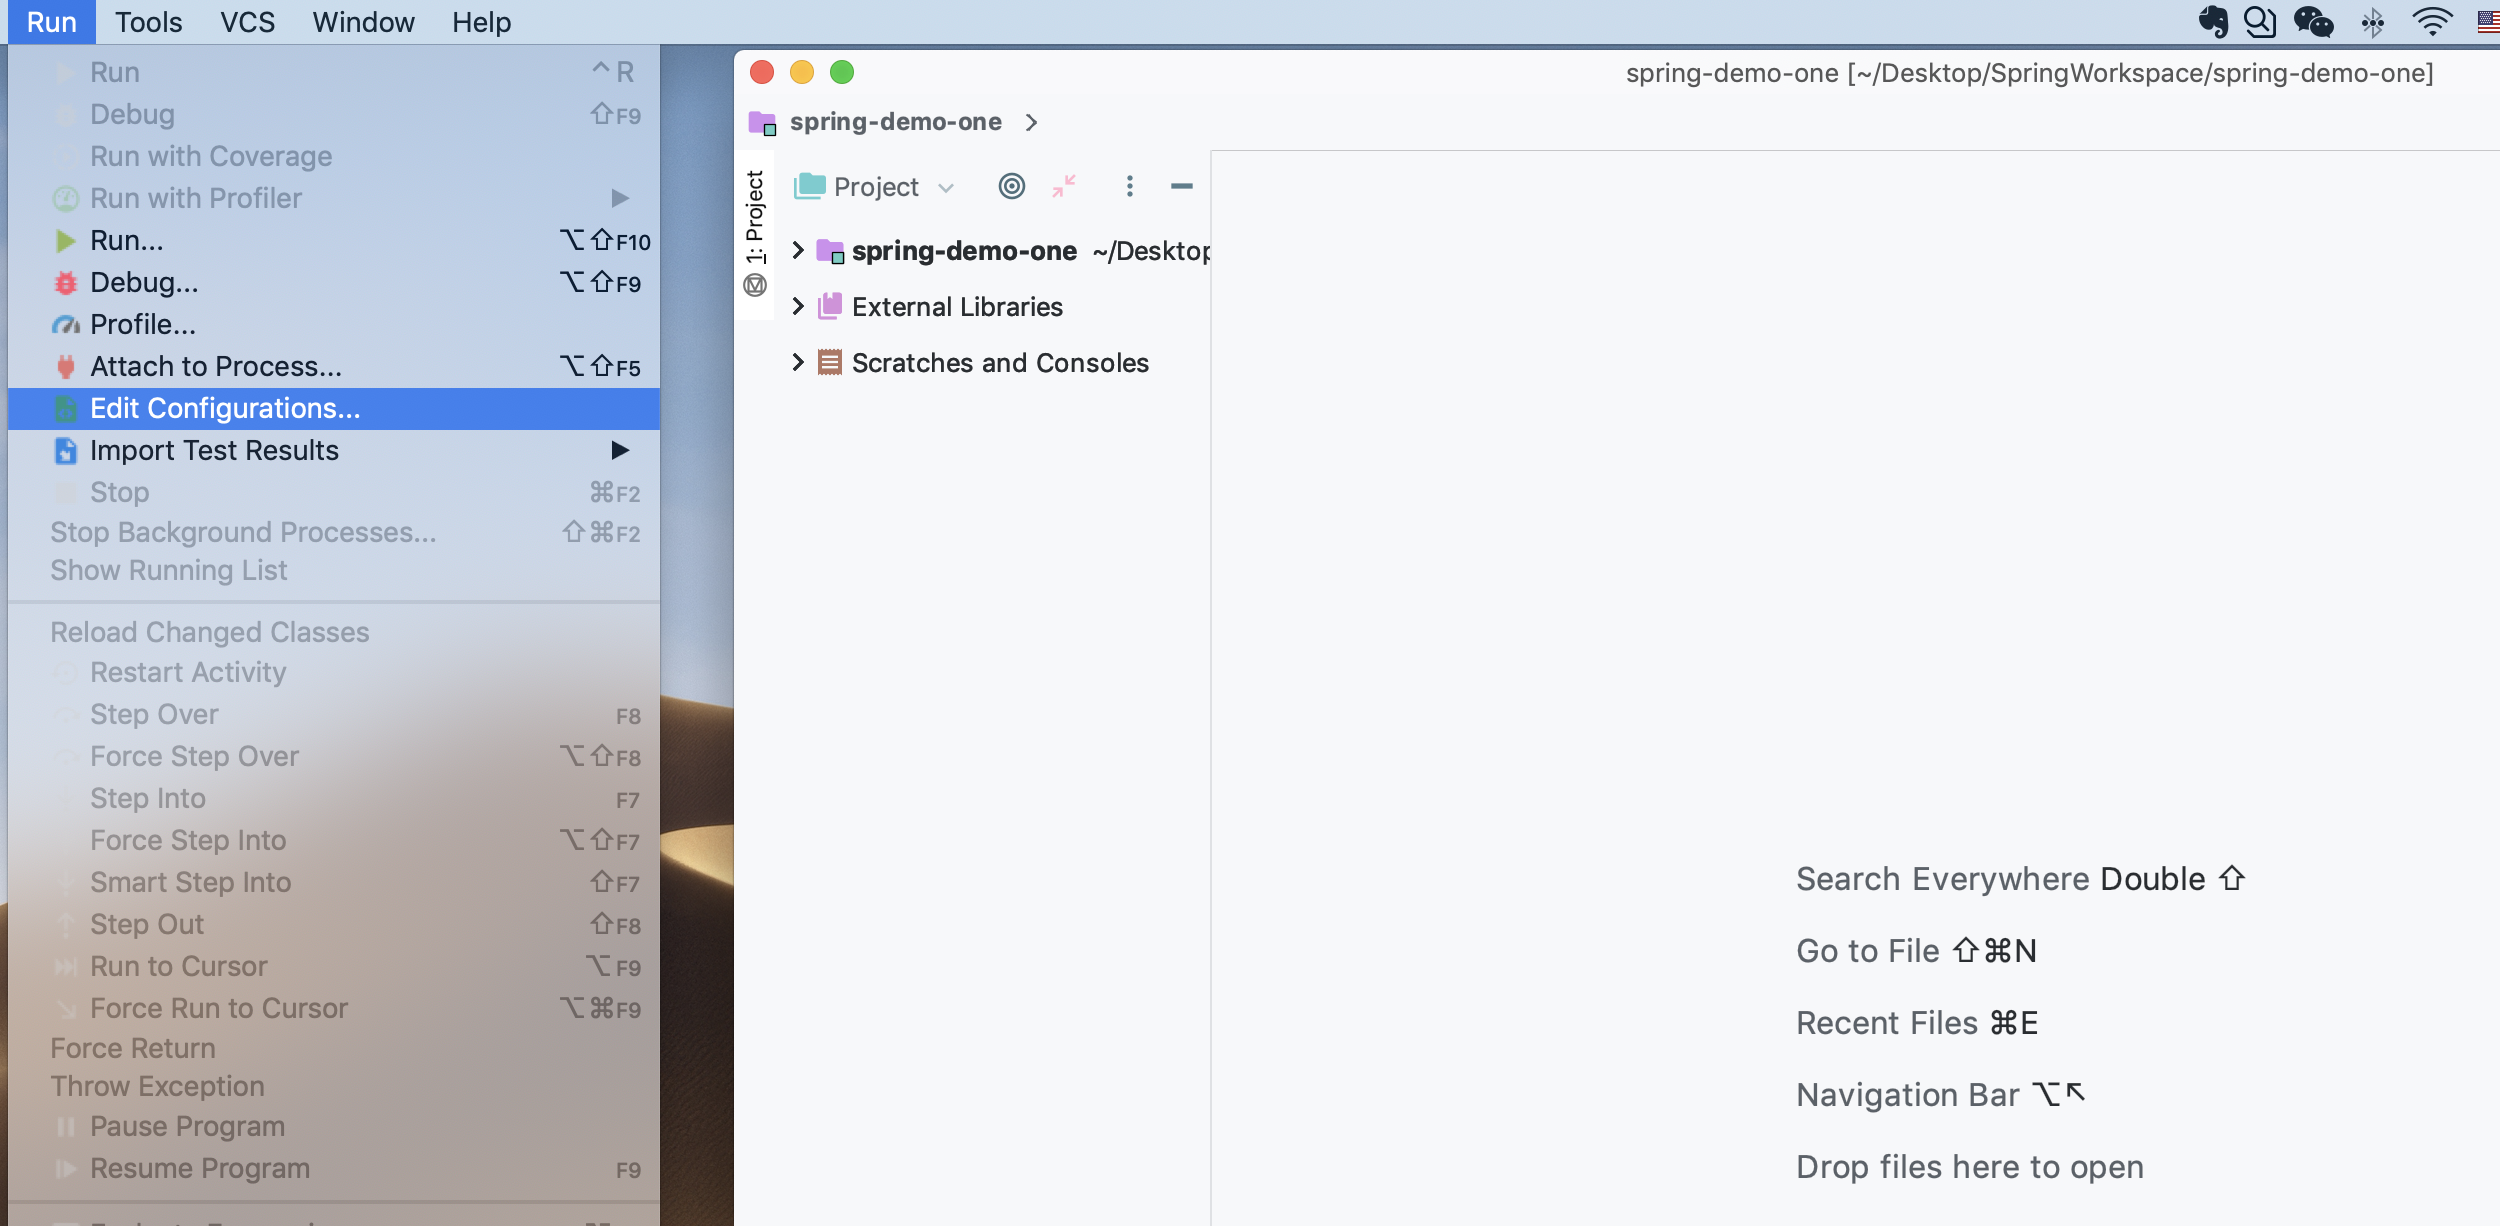 Run Tools VCS Window Help
Run ⌃R
Debug ⇧F9
Run with Coverage
Run with Profiler
Run... ⌥⇧F10
Debug... ⌥⇧F9
Profile...
Attach to Process... ⌥⇧F5
Edit Configurations...
Import Test Results
Stop ⌘F2
Stop Background Processes... ⇧⌘F2
Show Running List
Reload Changed Classes
Restart Activity
Step Over F8
Force Step Over ⌥⇧F8
Step Into F7
Force Step Into ⌥⇧F7
Smart Step Into ⇧F7
Step Out ⇧F8
Run to Cursor ⌥F9
Force Run to Cursor ⌥⌘F9
Force Return
Throw Exception
Pause Program
Resume Program F9
spring-demo-one [~/Desktop/SpringWorkspace/spring-demo-one]
spring-demo-one
1: Project
Project
spring-demo-one ~/Desktop
External Libraries
Scratches and Consoles
Search Everywhere Double ⇧
Go to File ⇧⌘N
Recent Files ⌘E
Navigation Bar ⌥↖
Drop files here to open